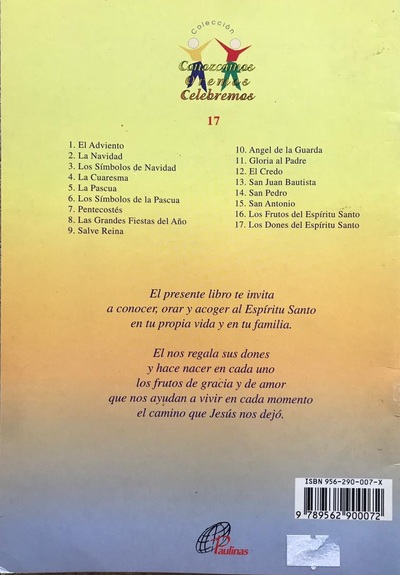 Colección
Conozcamos
Oremos
Celebremos
17
1. El Adviento
2. La Navidad
3. Los Símbolos de Navidad
4. La Cuaresma
5. La Pascua
6. Los Símbolos de la Pascua
7. Pentecostés
8. Las Grandes Fiestas del Año
9. Salve Reina
10. Angel de la Guarda
11. Gloria al Padre
12. El Credo
13. San Juan Bautista
14. San Pedro
15. San Antonio
16. Los Frutos del Espíritu Santo
17. Los Dones del Espíritu Santo
El presente libro te invita
a conocer, orar y acoger al Espíritu Santo
en tu propia vida y en tu familia.
El nos regala sus dones
y hace nacer en cada uno
los frutos de gracia y de amor
que nos ayudan a vivir en cada momento
el camino que Jesús nos dejó.
ISBN 956-290-007-X
9 789562 900072
Paulinas